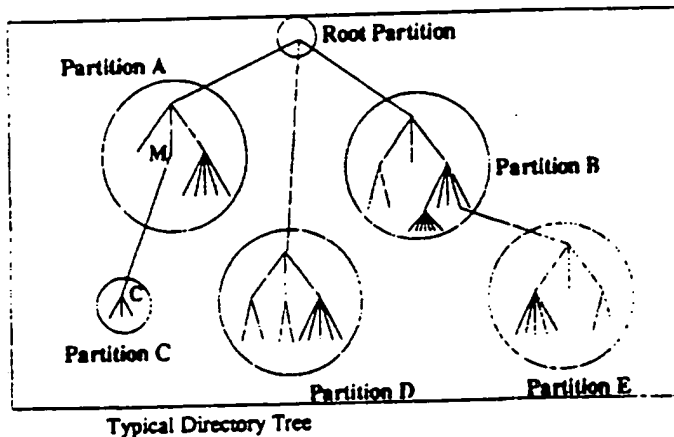 Root Partition
Partition A
M
Partition B
C
Partition C
Partition D
Partition E
Typical Directory Tree